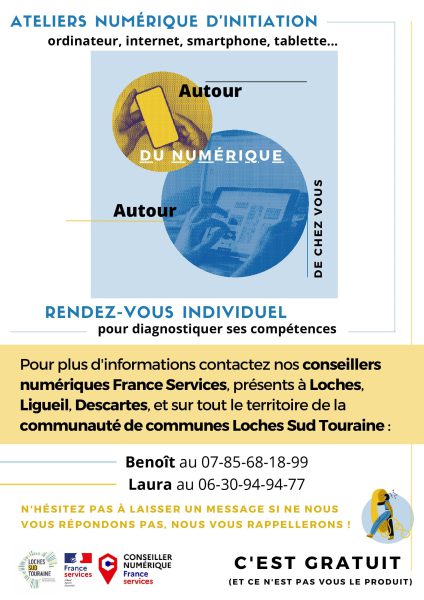 ATELIERS NUMÉRIQUE D'INITIATION
ordinateur, internet, smartphone, tablette...
Autour
DU NUMÉRIQUE
Autour
DE CHEZ VOUS
RENDEZ-VOUS INDIVIDUEL
pour diagnostiquer ses compétences
Pour plus d'informations contactez nos conseillers
numériques France Services, présents à Loches,
Ligueil, Descartes, et sur tout le territoire de la
communauté de communes Loches Sud Touraine :
Benoît au 07-85-68-18-99
Laura au 06-30-94-94-77
N'HÉSITEZ PAS À LAISSER UN MESSAGE SI NE NOUS
VOUS RÉPONDONS PAS, NOUS VOUS RAPPELLERONS !
LOCHES
SUD
TOURAINE
France
services
CONSEILLER
NUMÉRIQUE
France
services
C'EST GRATUIT
(ET CE N'EST PAS VOUS LE PRODUIT)